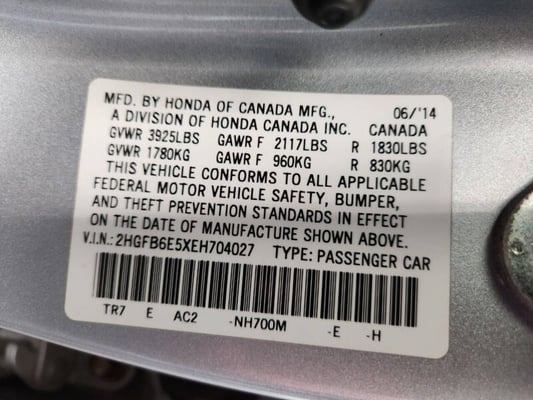 MFD. BY HONDA OF CANADA MFG., 06/'14
A DIVISION OF HONDA CANADA INC. CANADA
GVWR 3925LBS GAWR F 2117LBS R 1830LBS
GVWR 1780KG GAWR F 960KG R 830KG
THIS VEHICLE CONFORMS TO ALL APPLICABLE
FEDERAL MOTOR VEHICLE SAFETY, BUMPER,
AND THEFT PREVENTION STANDARDS IN EFFECT
ON THE DATE OF MANUFACTURE SHOWN ABOVE.
V.I.N.: 2HGFB6E5XEH704027 TYPE: PASSENGER CAR
TR7 E AC2 -NH700M -E -H